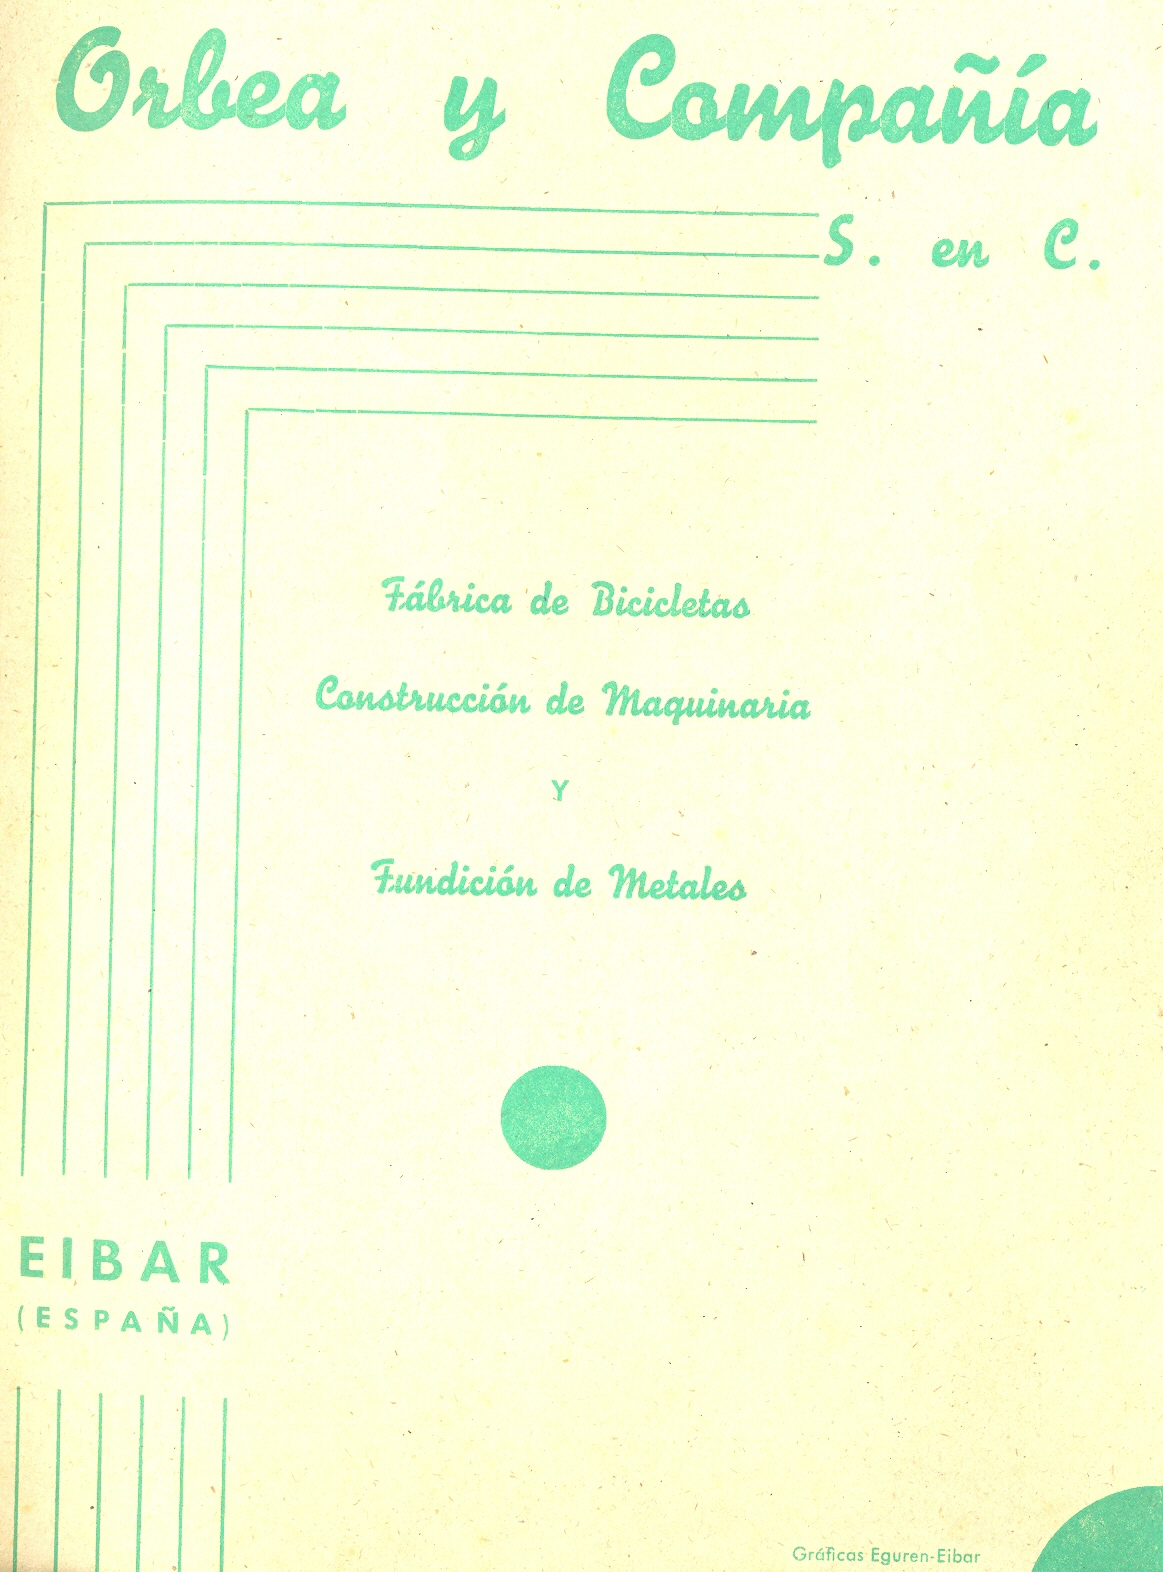 Orbea y Compañía
S. en C.
Fábrica de Bicicletas
Construcción de Maquinaria
Y
Fundición de Metales
EIBAR
(ESPAÑA)
Gráficas Eguren-Eibar